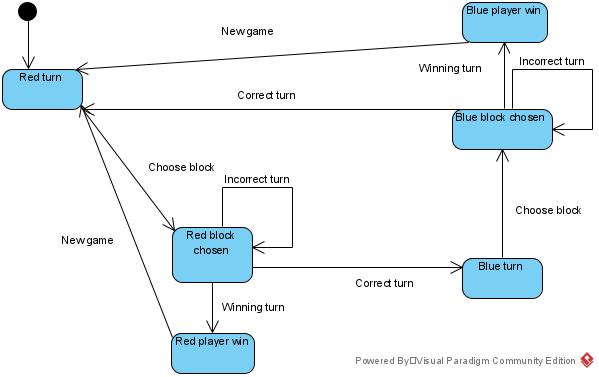 Blue player win
New game
Red turn
Winning turn
Incorrect turn
Correct turn
Blue block chosen
Choose block
Incorrect turn
Choose block
New game
Red block
chosen
Blue turn
Correct turn
Winning turn
Red player win
Powered By Visual Paradigm Community Edition